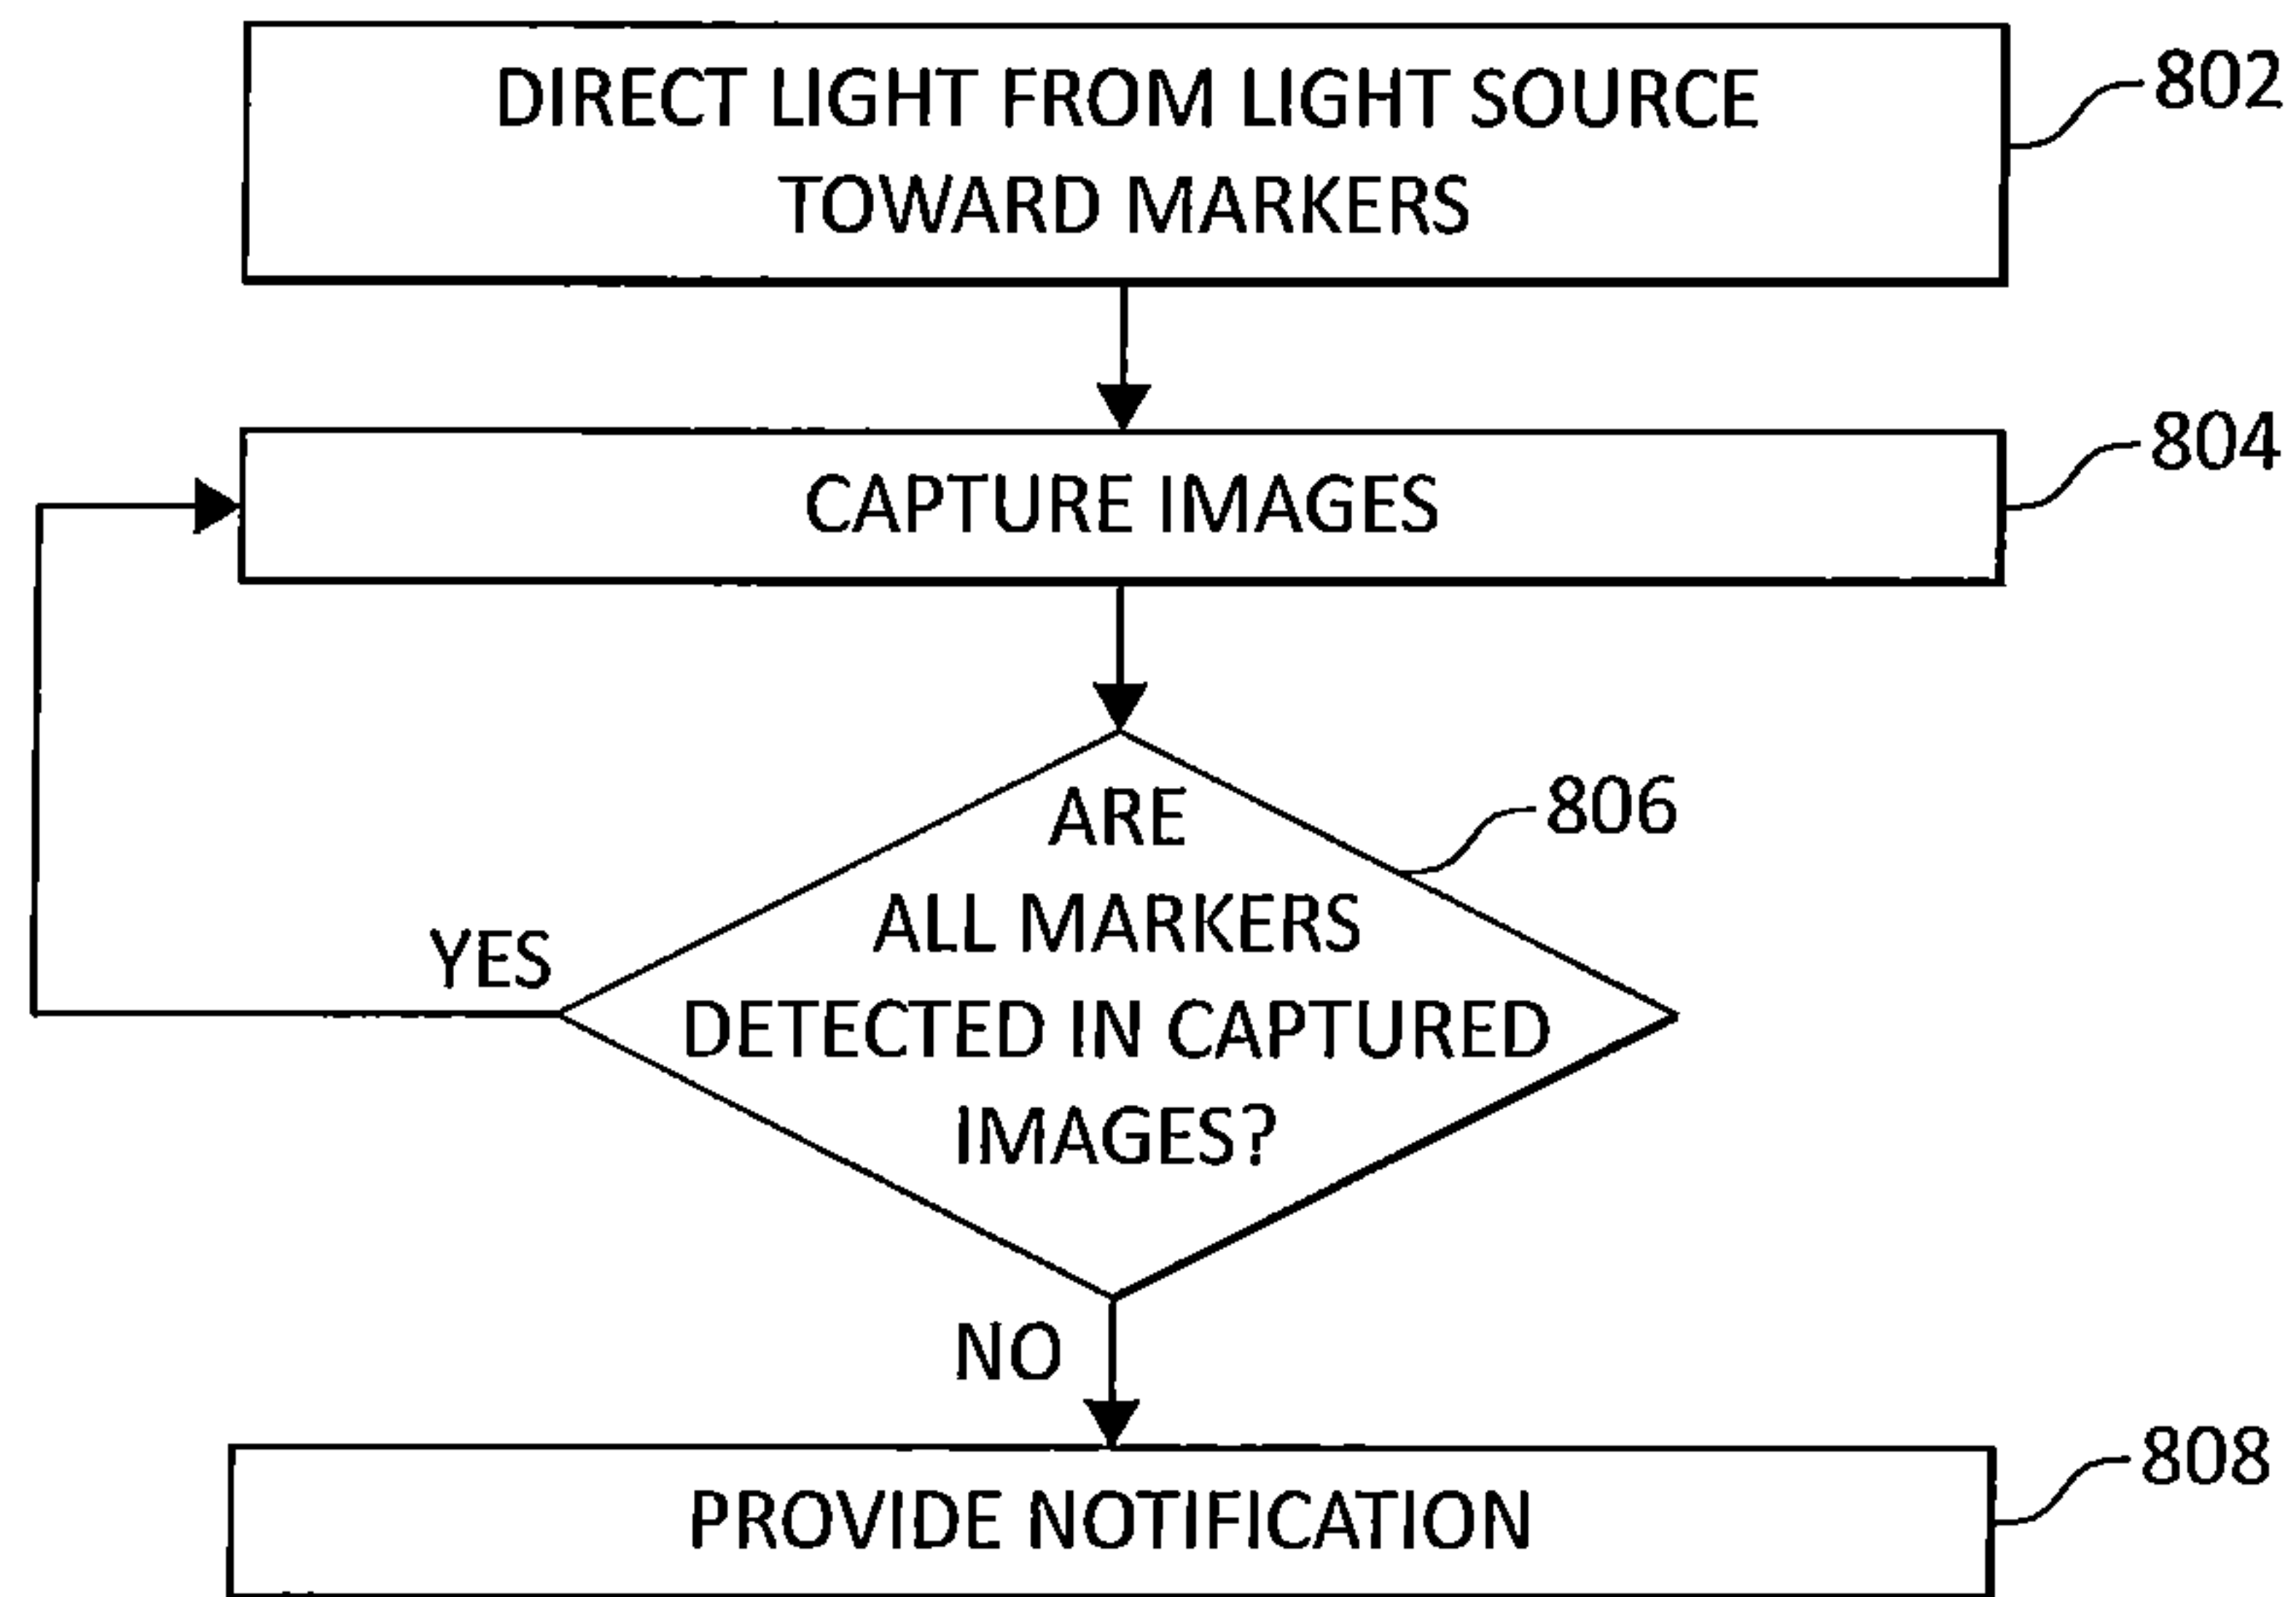 DIRECT LIGHT FROM LIGHT SOURCE
TOWARD MARKERS
802
CAPTURE IMAGES
804
ARE
ALL MARKERS
DETECTED IN CAPTURED
IMAGES?
806
YES
NO
PROVIDE NOTIFICATION
808